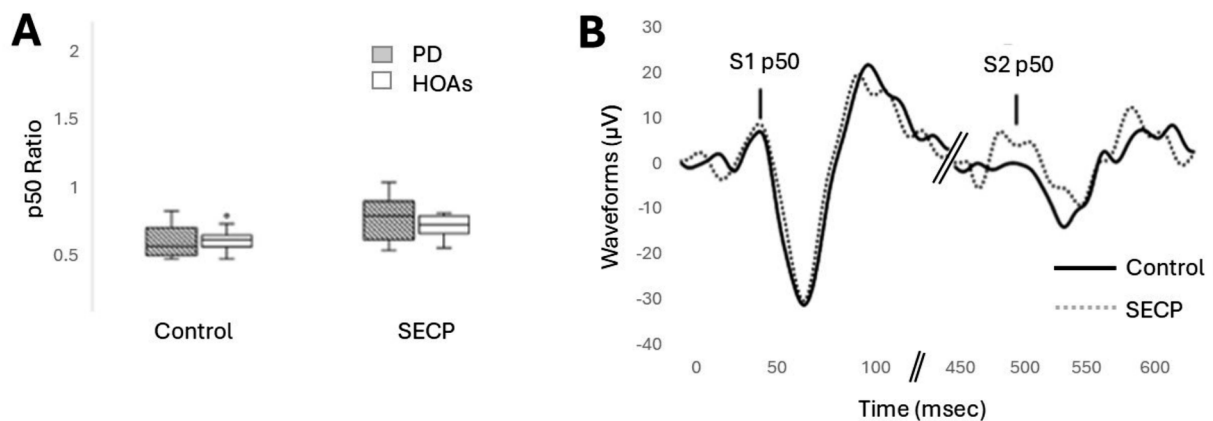 A
p50 Ratio
2
1.5
1
0.5
PD
HOAs
Control
SECP
B
Waveforms (µV)
30
20
10
0
-10
-20
-30
-40
S1 p50
S2 p50
Control
SECP
0 50 100 450 500 550 600
Time (msec)